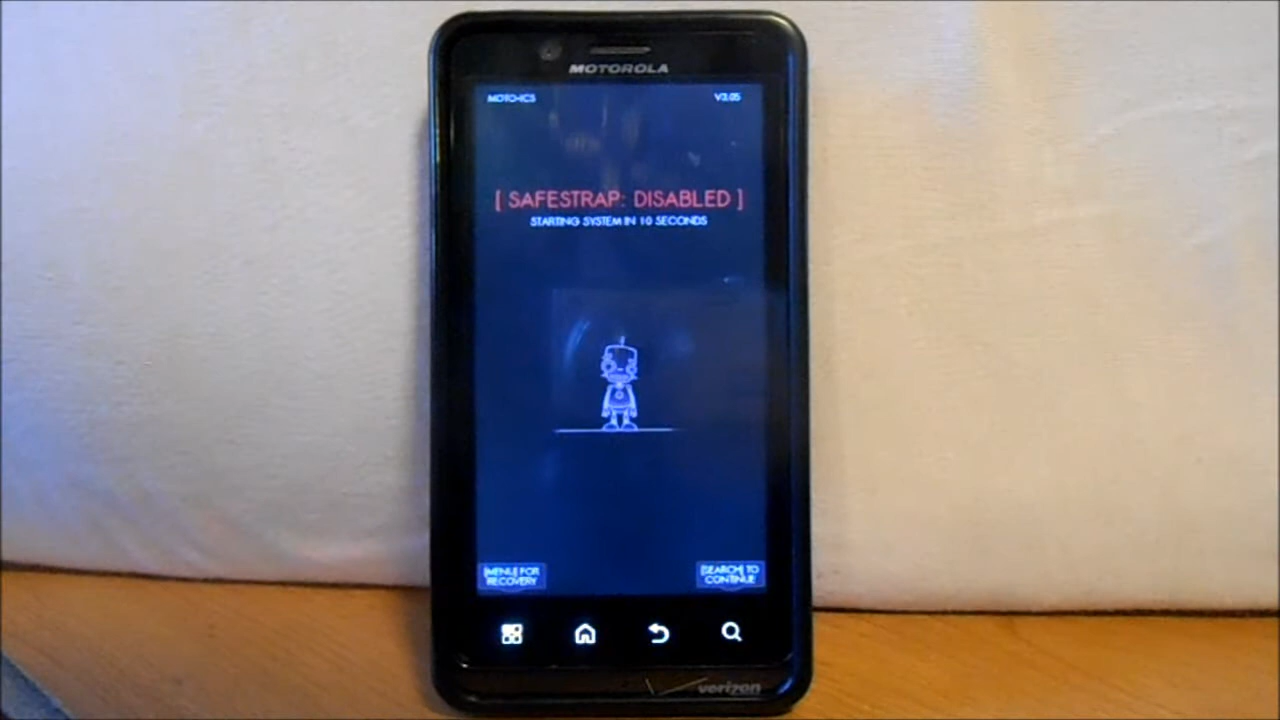 MOTOROLA
MOTO-ICS
V3.05
[ SAFESTRAP: DISABLED ]
STARTING SYSTEM IN 10 SECONDS
[MENU] FOR
RECOVERY
[SEARCH] TO
CONTINUE
verizon